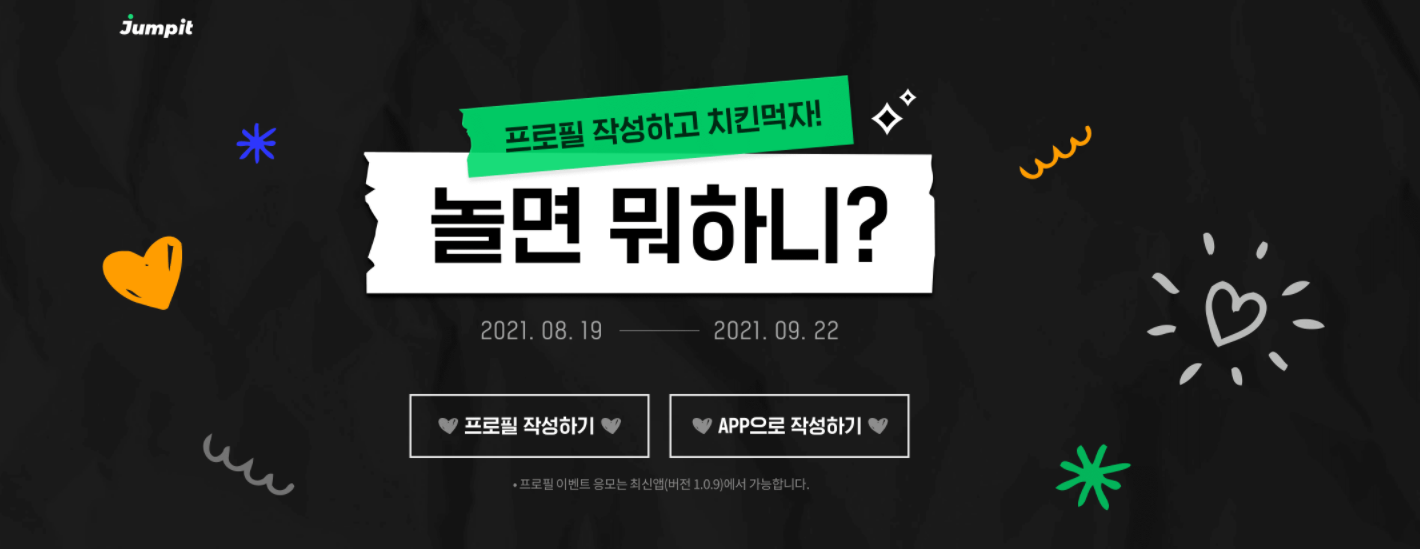 Jumpit
프로필 작성하고 치킨먹자!
놀면 뭐하니?
2021. 08. 19 2021. 09. 22
프로필 작성하기 APP으로 작성하기
• 프로필 이벤트 응모는 최신앱(버전 1.0.9)에서 가능합니다.